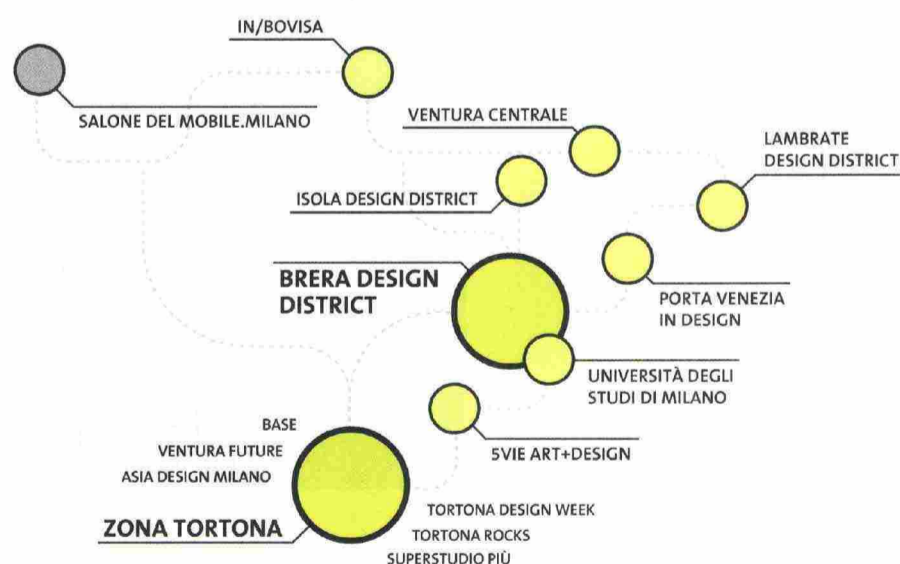 IN/BOVISA
SALONE DEL MOBILE.MILANO
VENTURA CENTRALE
LAMBRATE
DESIGN DISTRICT
ISOLA DESIGN DISTRICT
BRERA DESIGN
DISTRICT
PORTA VENEZIA
IN DESIGN
UNIVERSITÀ DEGLI
STUDI DI MILANO
5VIE ART+DESIGN
BASE
VENTURA FUTURE
ASIA DESIGN MILANO
ZONA TORTONA
TORTONA DESIGN WEEK
TORTONA ROCKS
SUPERSTUDIO PIÙ